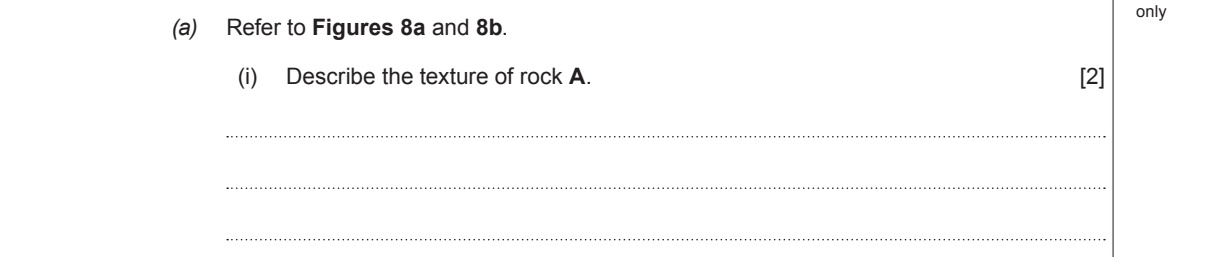 only
(a) Refer to Figures 8a and 8b.
(i) Describe the texture of rock A. [2]